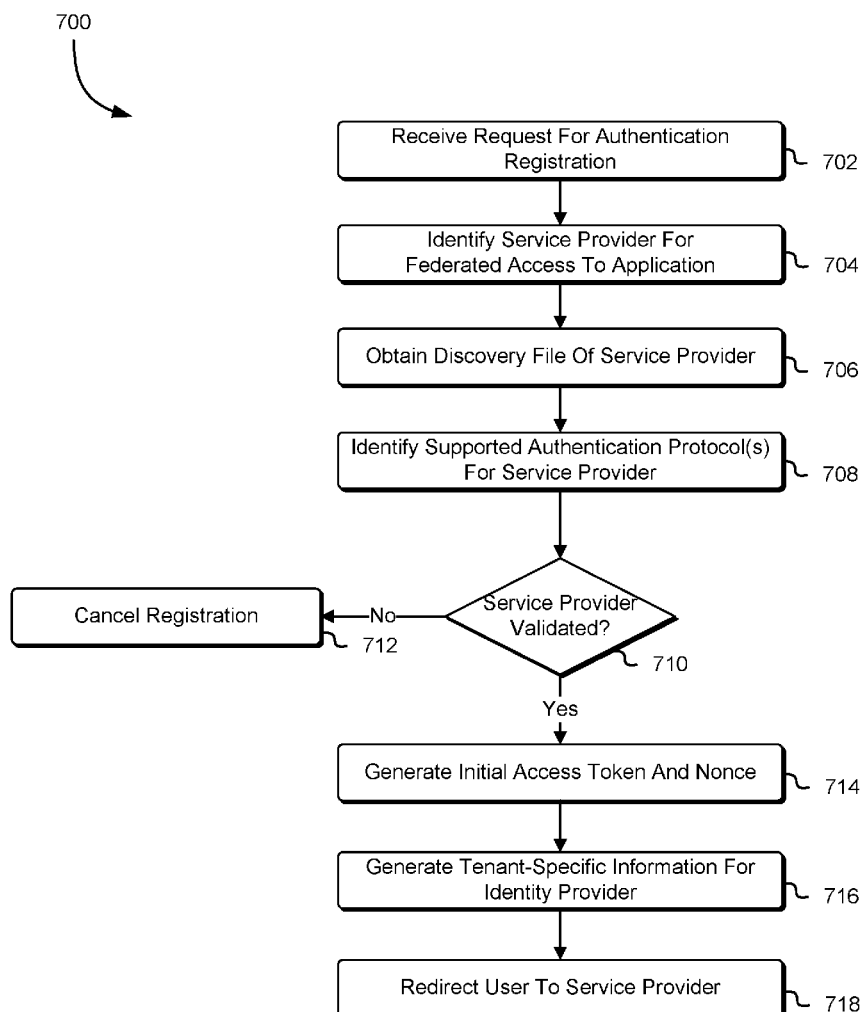 700
Receive Request For Authentication
Registration
702
Identify Service Provider For
Federated Access To Application
704
Obtain Discovery File Of Service Provider
706
Identify Supported Authentication Protocol(s)
For Service Provider
708
Service Provider
Validated?
710
No
Cancel Registration
712
Yes
Generate Initial Access Token And Nonce
714
Generate Tenant-Specific Information For
Identity Provider
716
Redirect User To Service Provider
718